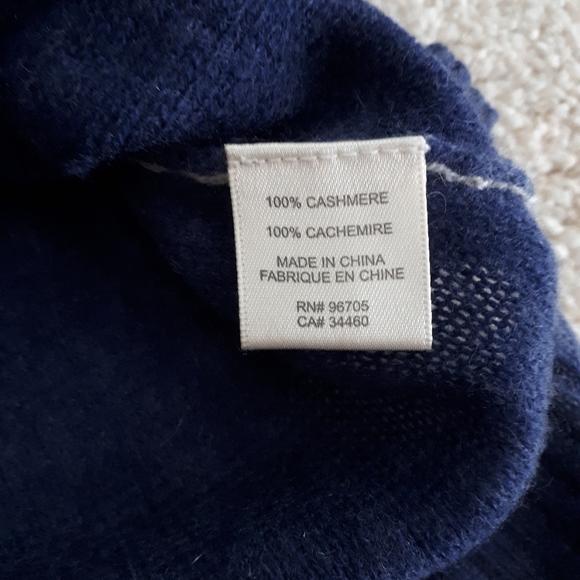 100% CASHMERE
100% CACHEMIRE
MADE IN CHINA
FABRIQUE EN CHINE
RN# 96705
CA# 34460